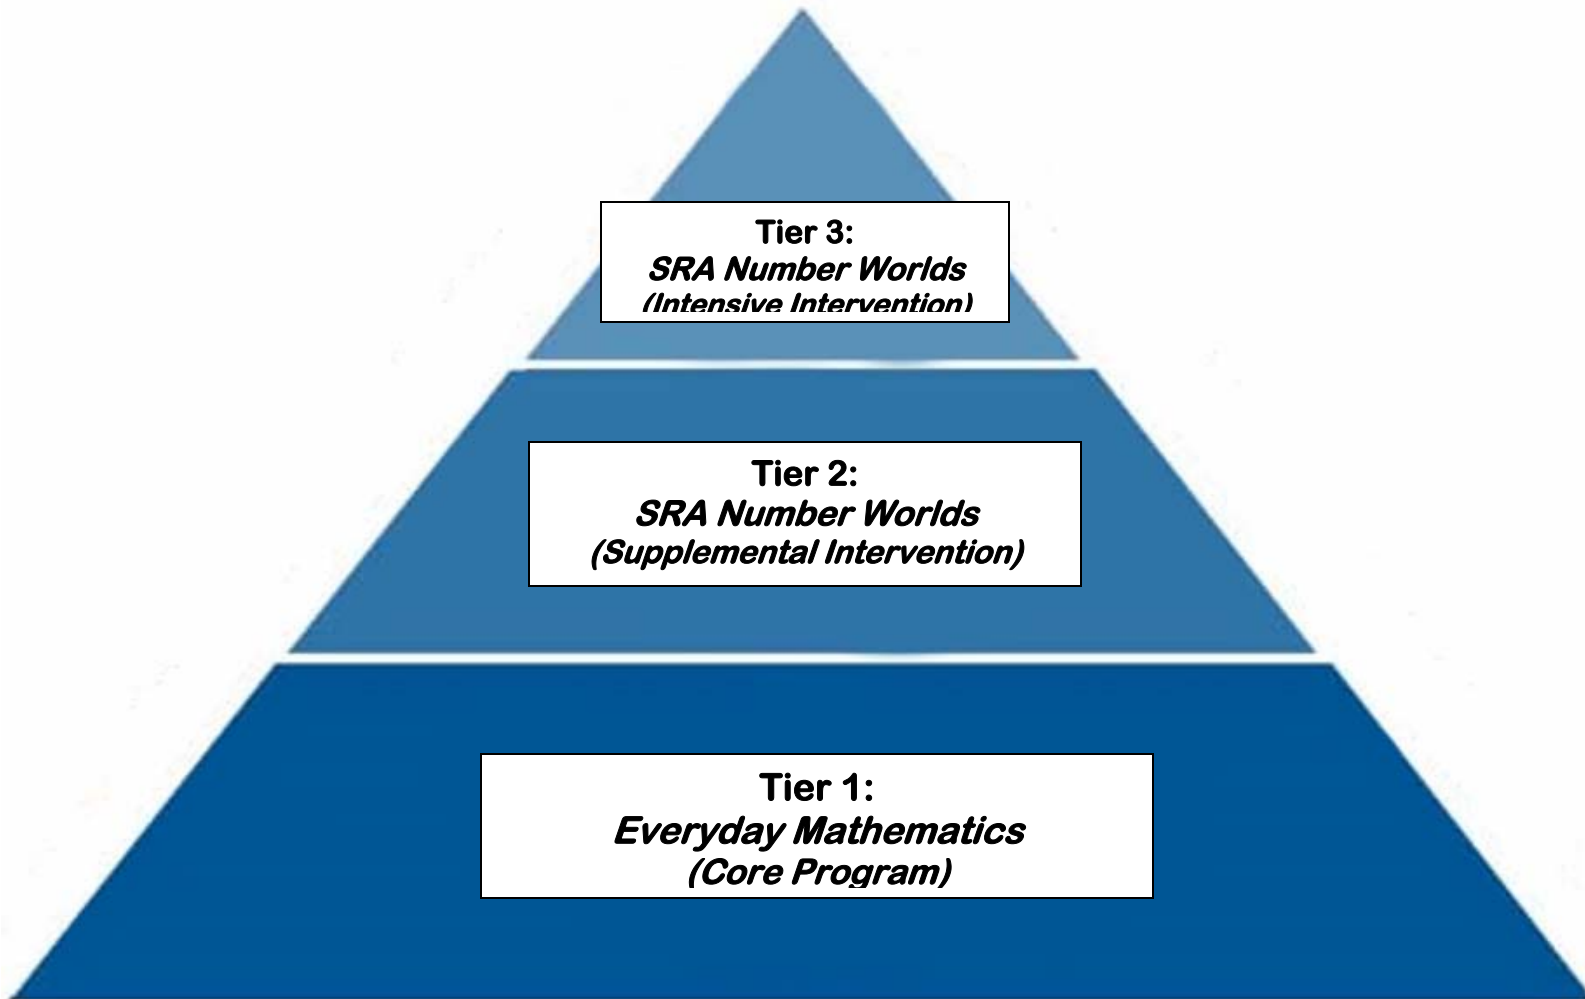 Tier 3:
SRA Number Worlds
(Intensive Intervention)
Tier 2:
SRA Number Worlds
(Supplemental Intervention)
Tier 1:
Everyday Mathematics
(Core Program)